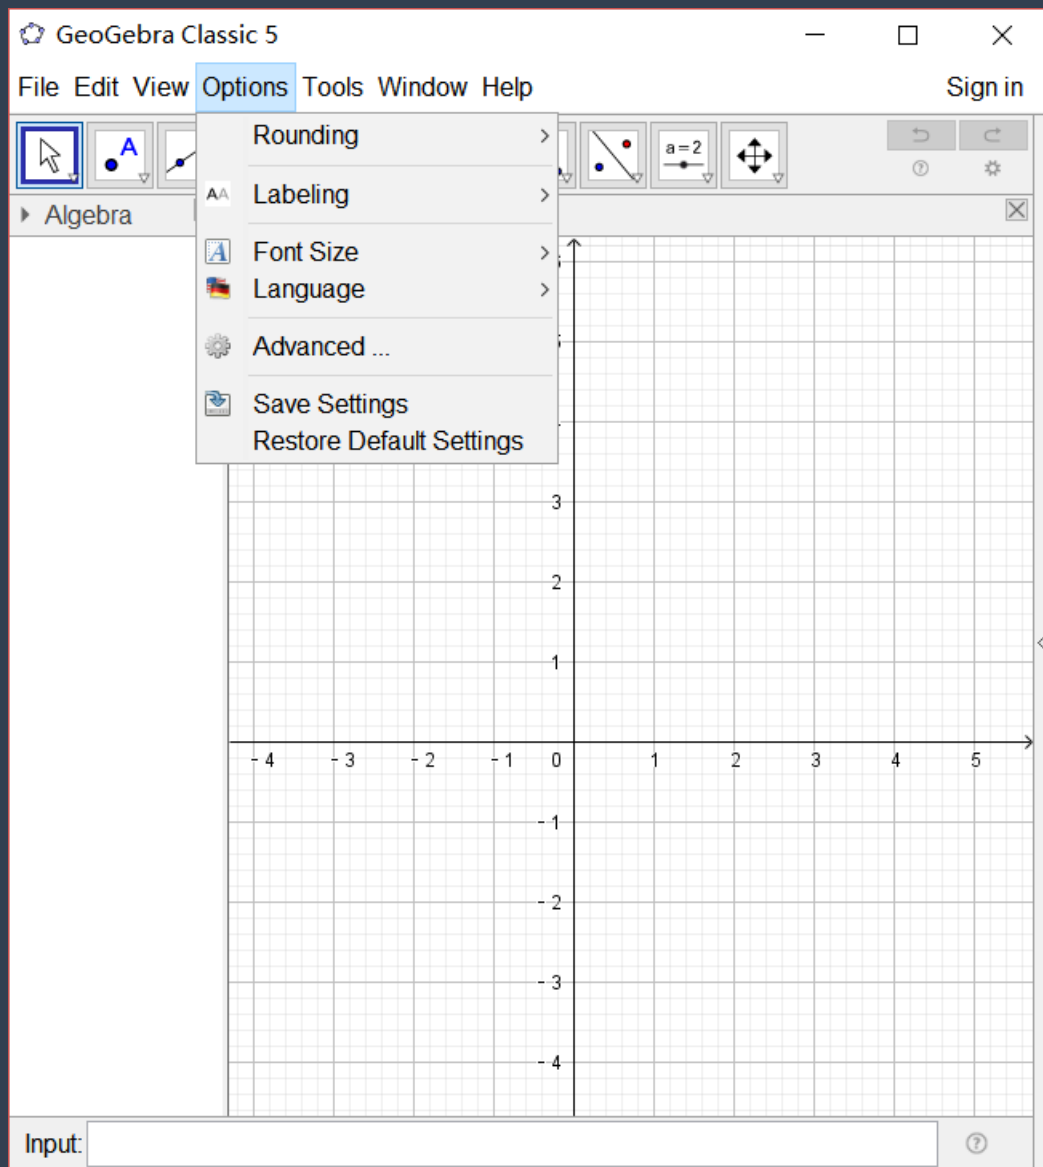 GeoGebra Classic 5
File Edit View Options Tools Window Help Sign in
Rounding
A a=2
AA Labeling
Algebra
A Font Size
Language
Advanced ...
Save Settings
Restore Default Settings
3
2
1
- 4 - 3 - 2 - 1 0 1 2 3 4 5
- 1
- 2
- 3
- 4
Input: